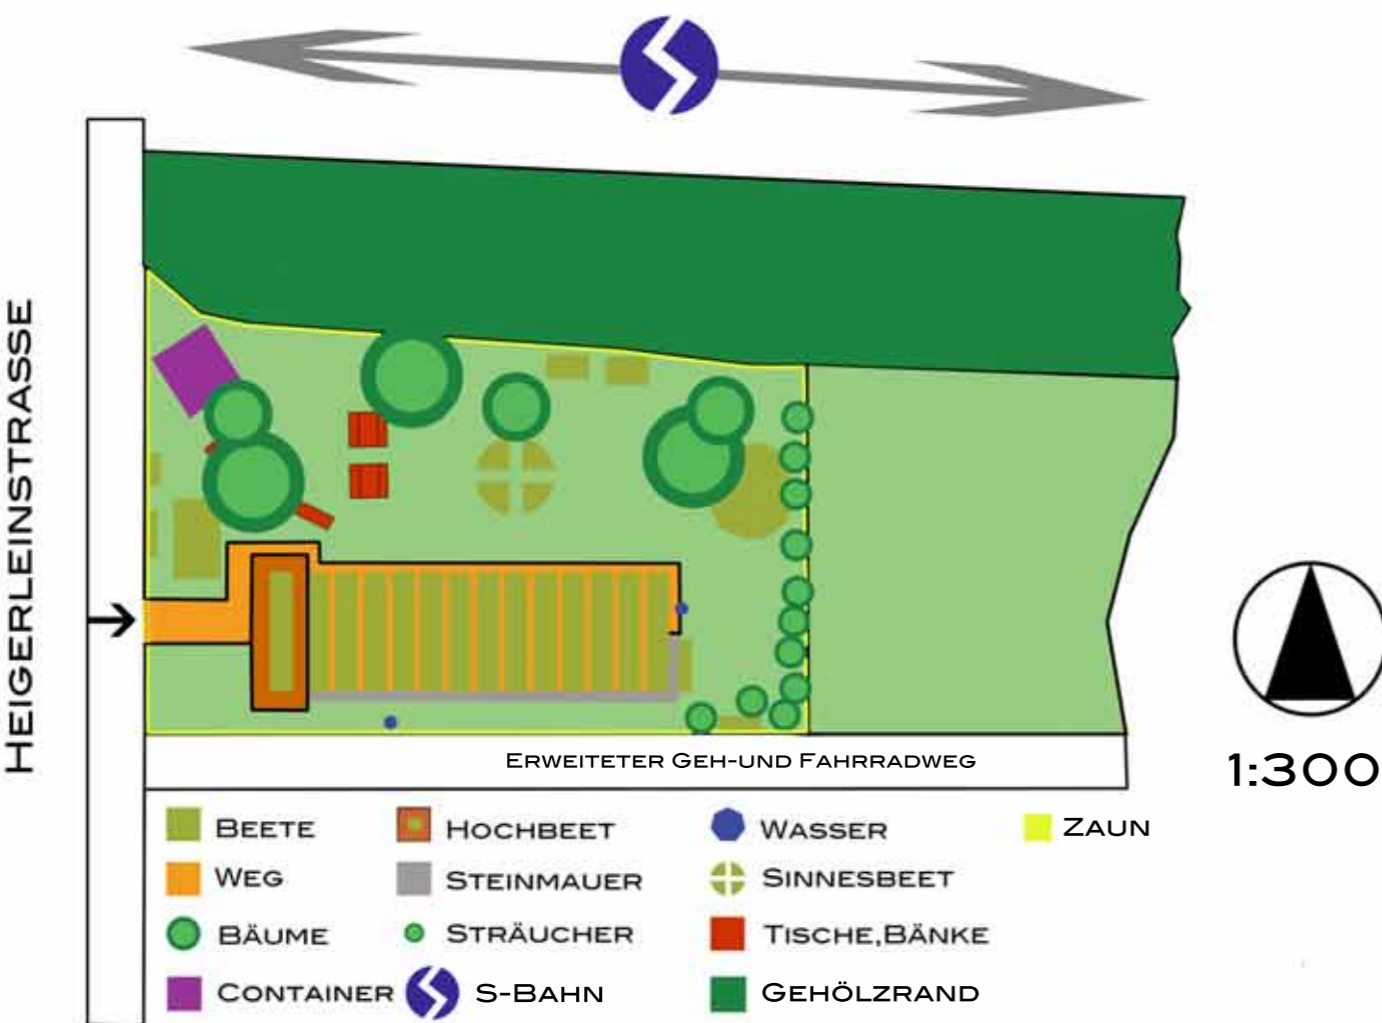 HEIGERLEINSTRASSE
1:300
ERWEITETER GEH-UND FAHRRADWEG
BEETE
HOCHBEET
WASSER
ZAUN
WEG
STEINMAUER
SINNESBEET
BÄUME
STRÄUCHER
TISCHE,BÄNKE
CONTAINER
S-BAHN
GEHÖLZRAND